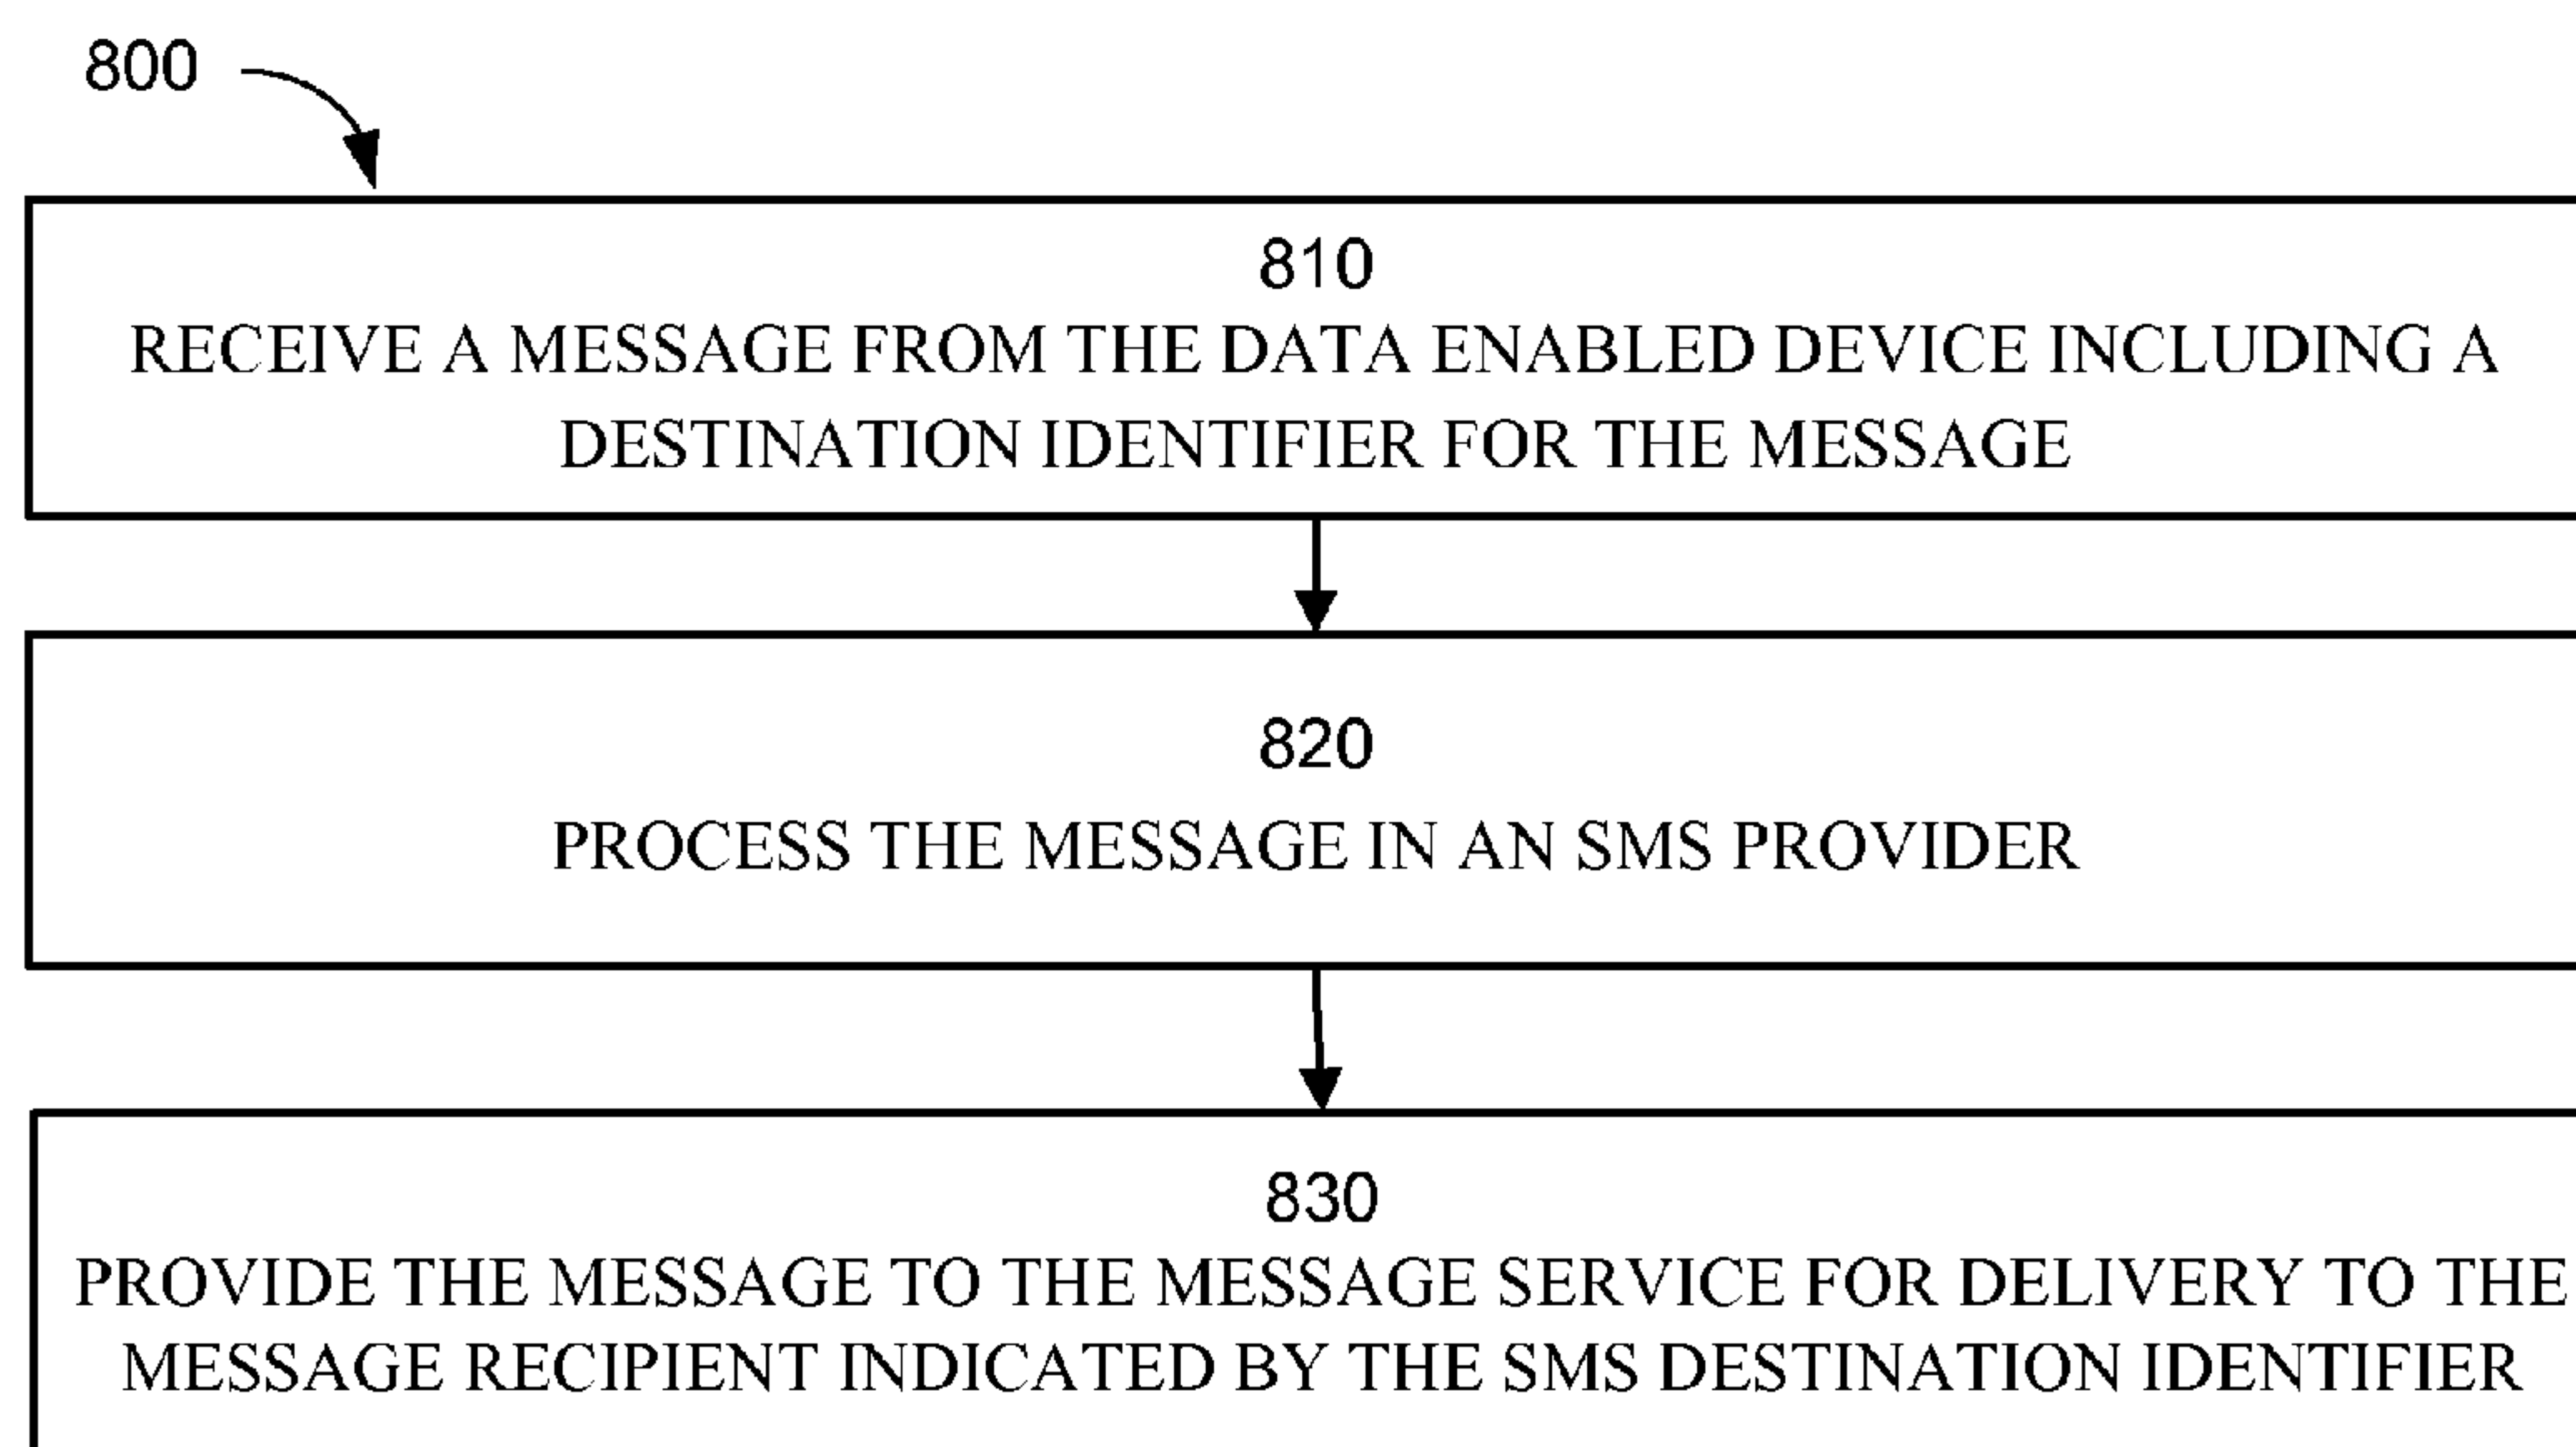 800
810
RECEIVE A MESSAGE FROM THE DATA ENABLED DEVICE INCLUDING A
DESTINATION IDENTIFIER FOR THE MESSAGE
820
PROCESS THE MESSAGE IN AN SMS PROVIDER
830
PROVIDE THE MESSAGE TO THE MESSAGE SERVICE FOR DELIVERY TO THE
MESSAGE RECIPIENT INDICATED BY THE SMS DESTINATION IDENTIFIER